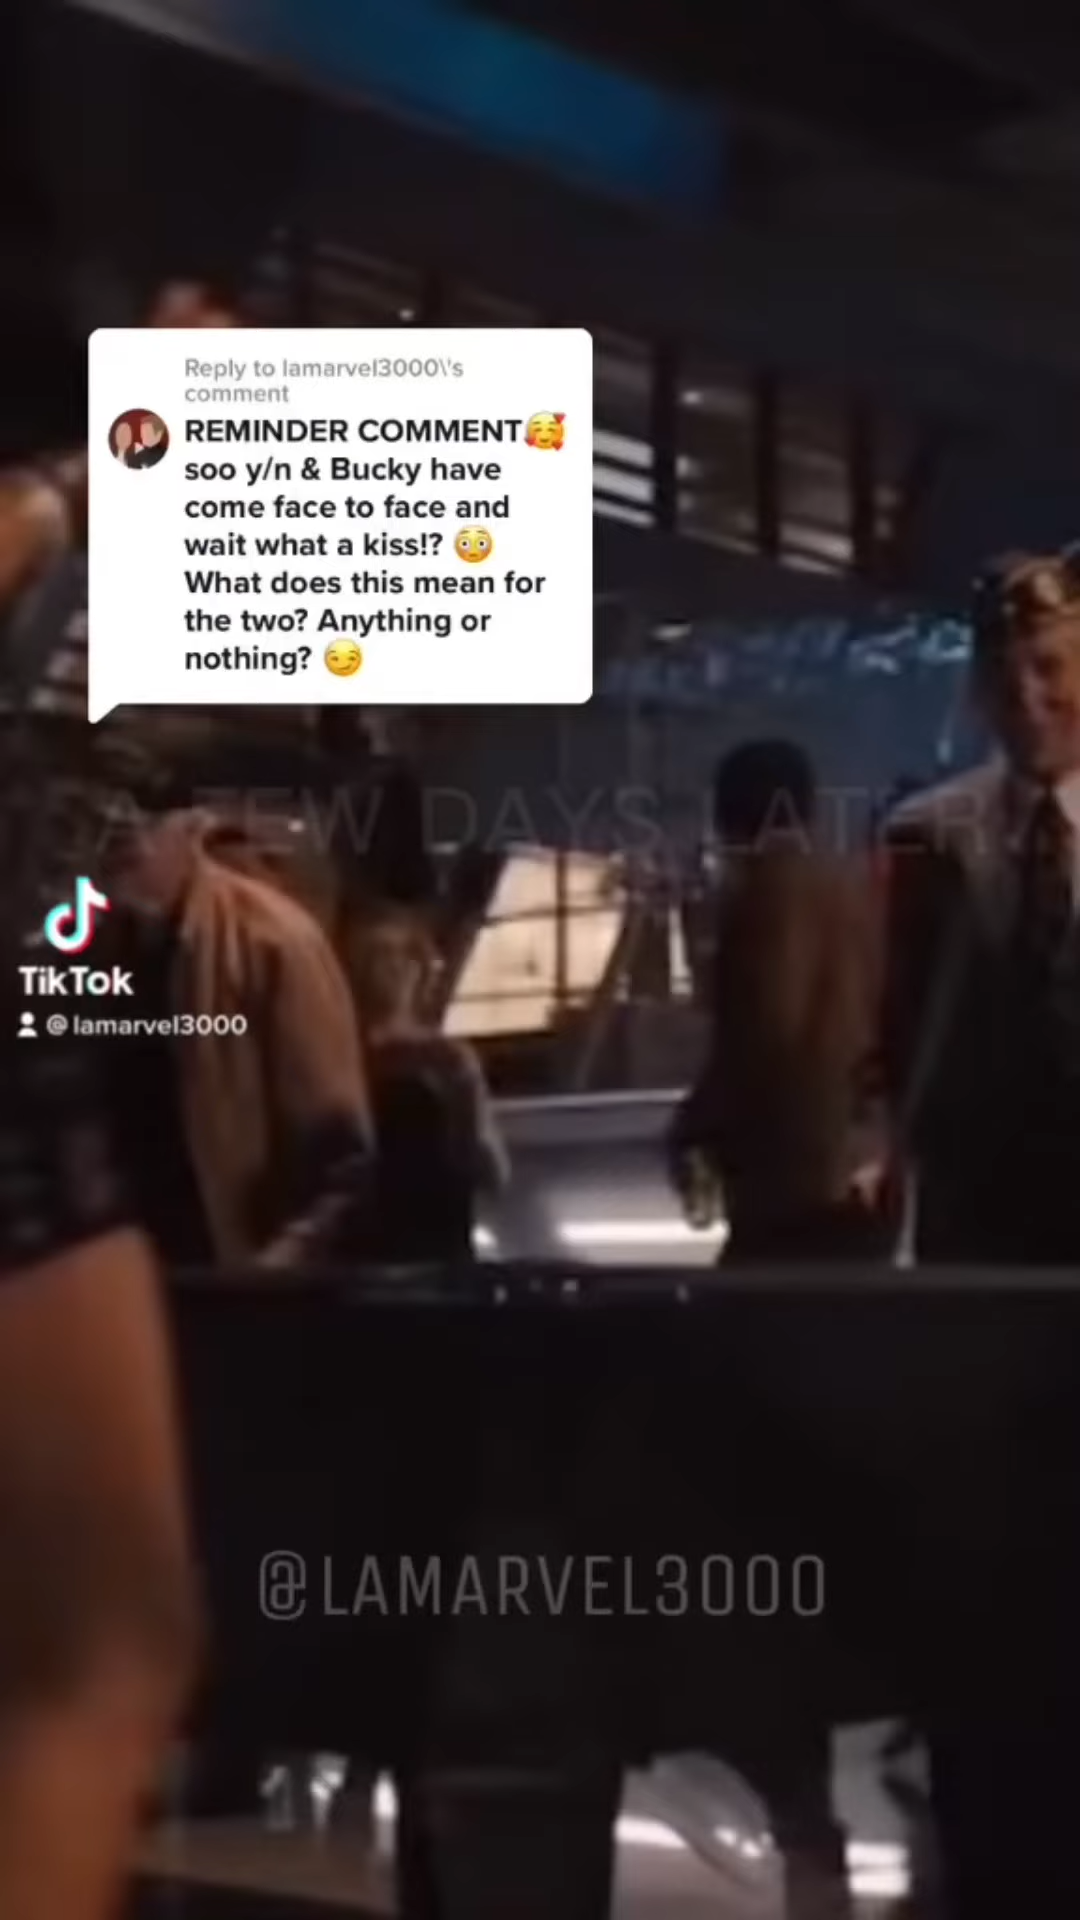 Reply to lamarvel3000\'s
comment
REMINDER COMMENT🥰
soo y/n & Bucky have
come face to face and
wait what a kiss!? 😳
What does this mean for
the two? Anything or
nothing? 😏
A FEW DAYS LATER..
TikTok
@lamarvel3000
@LAMARVEL3000